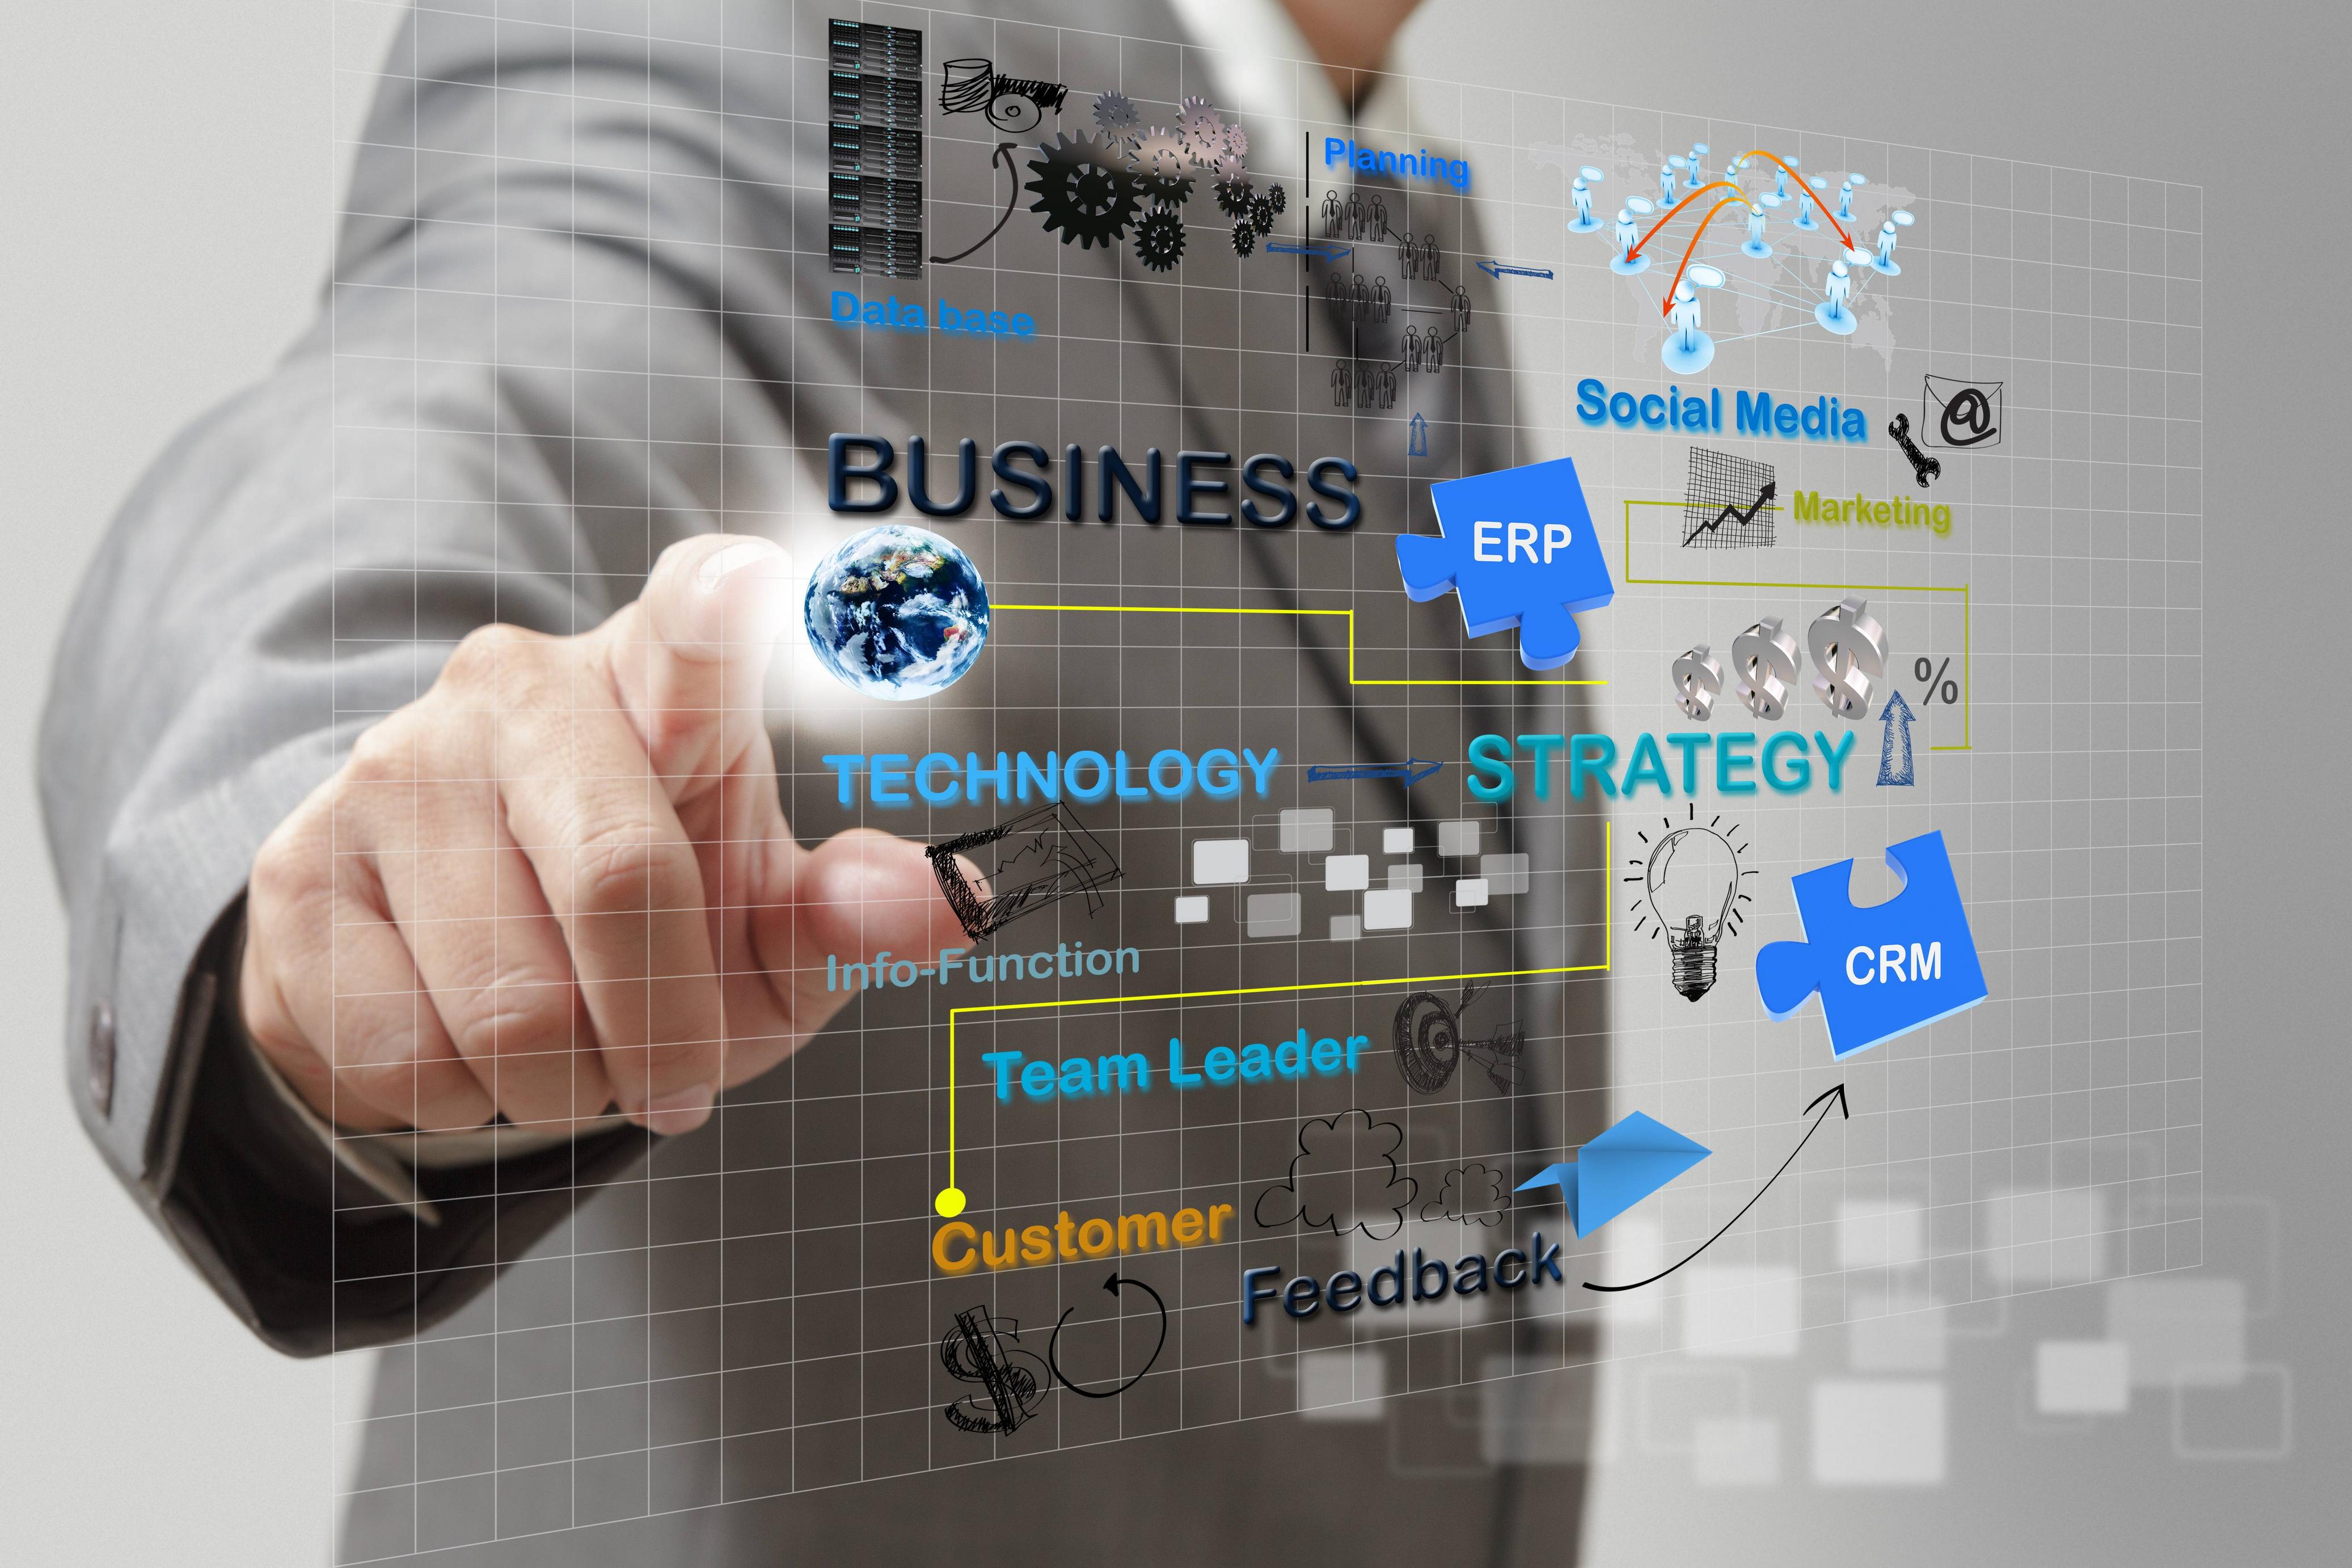 Planning
Data base
Social Media
@
BUSINESS
ERP
Marketing
$ $ $ %
TECHNOLOGY
STRATEGY
Info-Function
CRM
Team Leader
Customer
Feedback
$